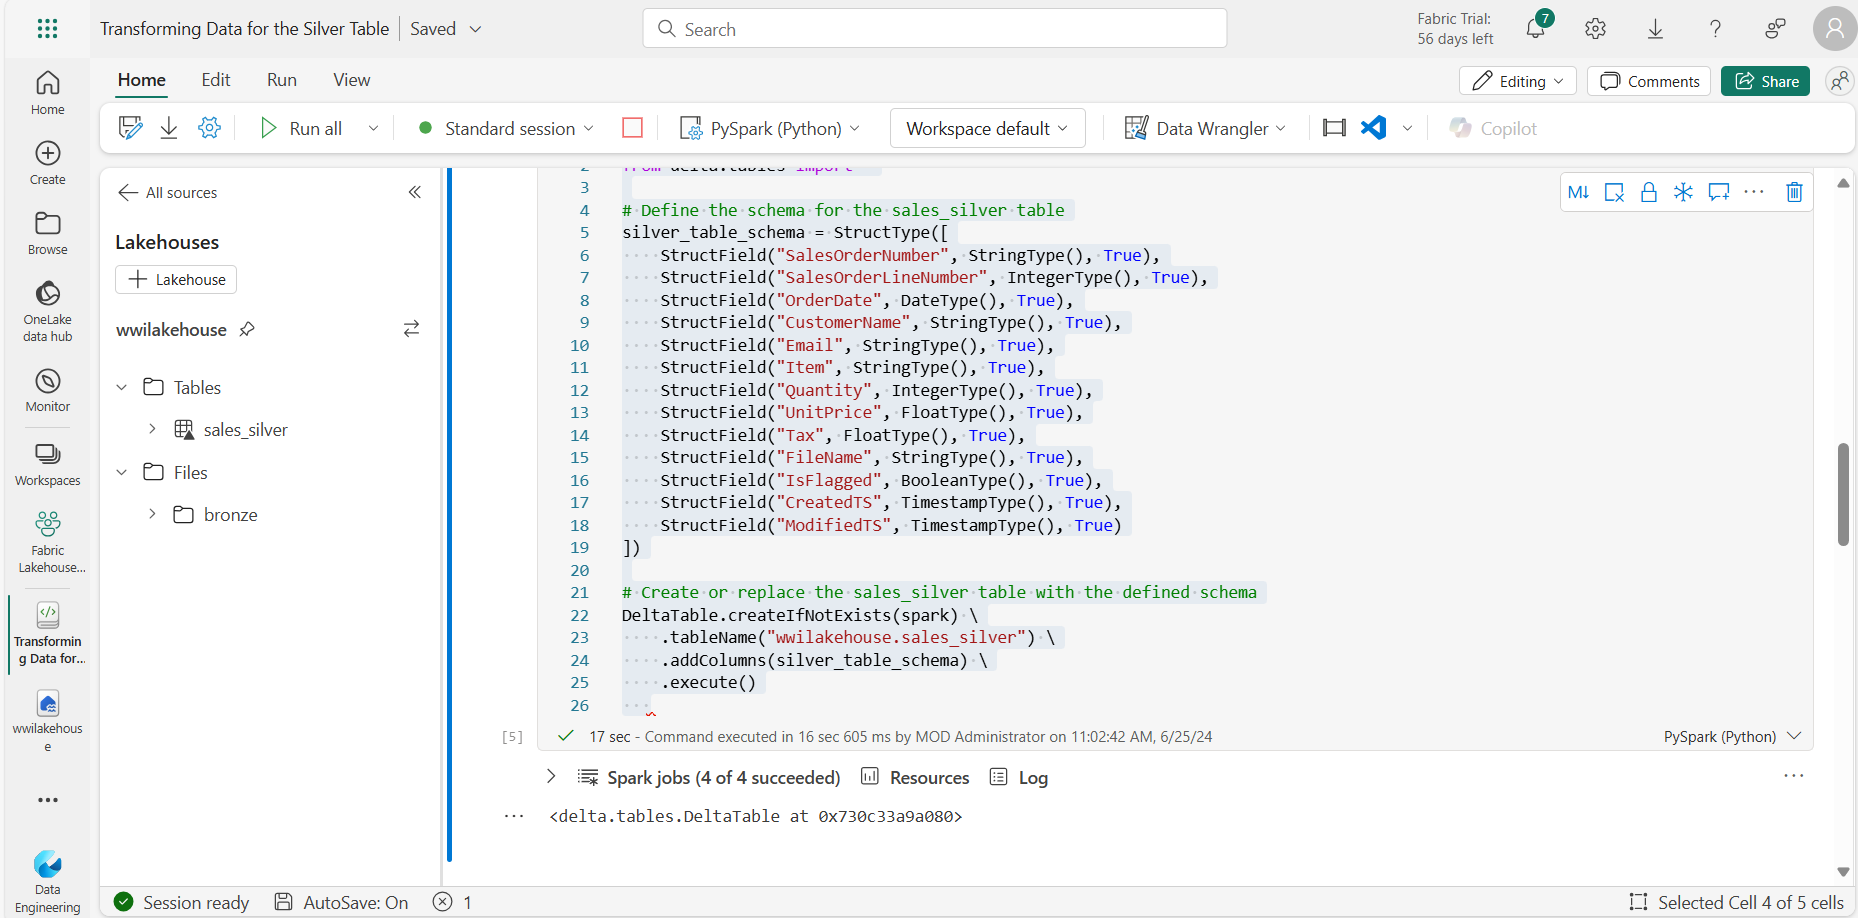 Transforming Data for the Silver Table
Saved
Search
Fabric Trial:
56 days left
7
Home
Edit
Run
View
Editing
Comments
Share
Run all
Standard session
PySpark (Python)
Workspace default
Data Wrangler
Copilot
Home
Create
Browse
OneLake
data hub
Monitor
Workspaces
Fabric
Lakehouse...
Transformin
g Data for...
wwilakehous
e
Data
Engineering
All sources
Lakehouses
Lakehouse
wwilakehouse
Tables
sales_silver
Files
bronze
2 from delta.tables import
3
4 # Define the schema for the sales_silver table
5 silver_table_schema = StructType([
6 StructField("SalesOrderNumber", StringType(), True),
7 StructField("SalesOrderLineNumber", IntegerType(), True),
8 StructField("OrderDate", DateType(), True),
9 StructField("CustomerName", StringType(), True),
10 StructField("Email", StringType(), True),
11 StructField("Item", StringType(), True),
12 StructField("Quantity", IntegerType(), True),
13 StructField("UnitPrice", FloatType(), True),
14 StructField("Tax", FloatType(), True),
15 StructField("FileName", StringType(), True),
16 StructField("IsFlagged", BooleanType(), True),
17 StructField("CreatedTS", TimestampType(), True),
18 StructField("ModifiedTS", TimestampType(), True)
19 ])
20
21 # Create or replace the sales_silver table with the defined schema
22 DeltaTable.createIfNotExists(spark) \
23 .tableName("wwilakehouse.sales_silver") \
24 .addColumns(silver_table_schema) \
25 .execute()
26
M↓
[5]
17 sec - Command executed in 16 sec 605 ms by MOD Administrator on 11:02:42 AM, 6/25/24
PySpark (Python)
Spark jobs (4 of 4 succeeded)
Resources
Log
<delta.tables.DeltaTable at 0x730c33a9a080>
Session ready
AutoSave: On
1
Selected Cell 4 of 5 cells